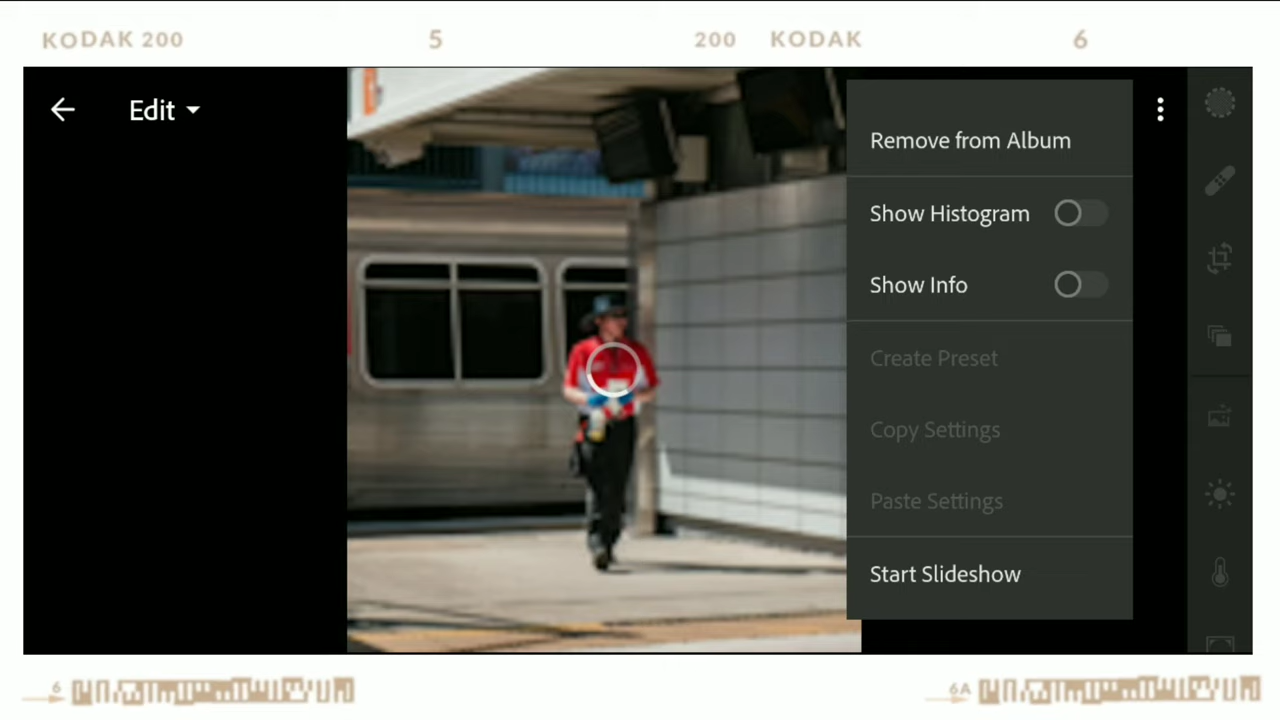 KODAK 200 5 200 KODAK 6
Edit
Remove from Album
Show Histogram
Show Info
Create Preset
Copy Settings
Paste Settings
Start Slideshow
6 6A